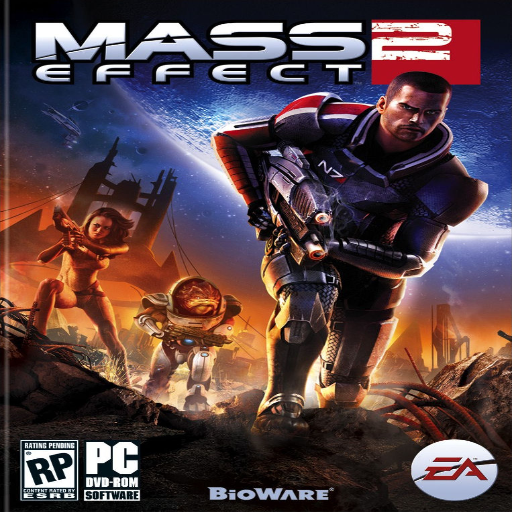 MASS 2
EFFECT
N7
RATING PENDING
RP
CONTENT RATED BY
ESRB
PC
DVD-ROM
SOFTWARE
BIOWARE®
EA